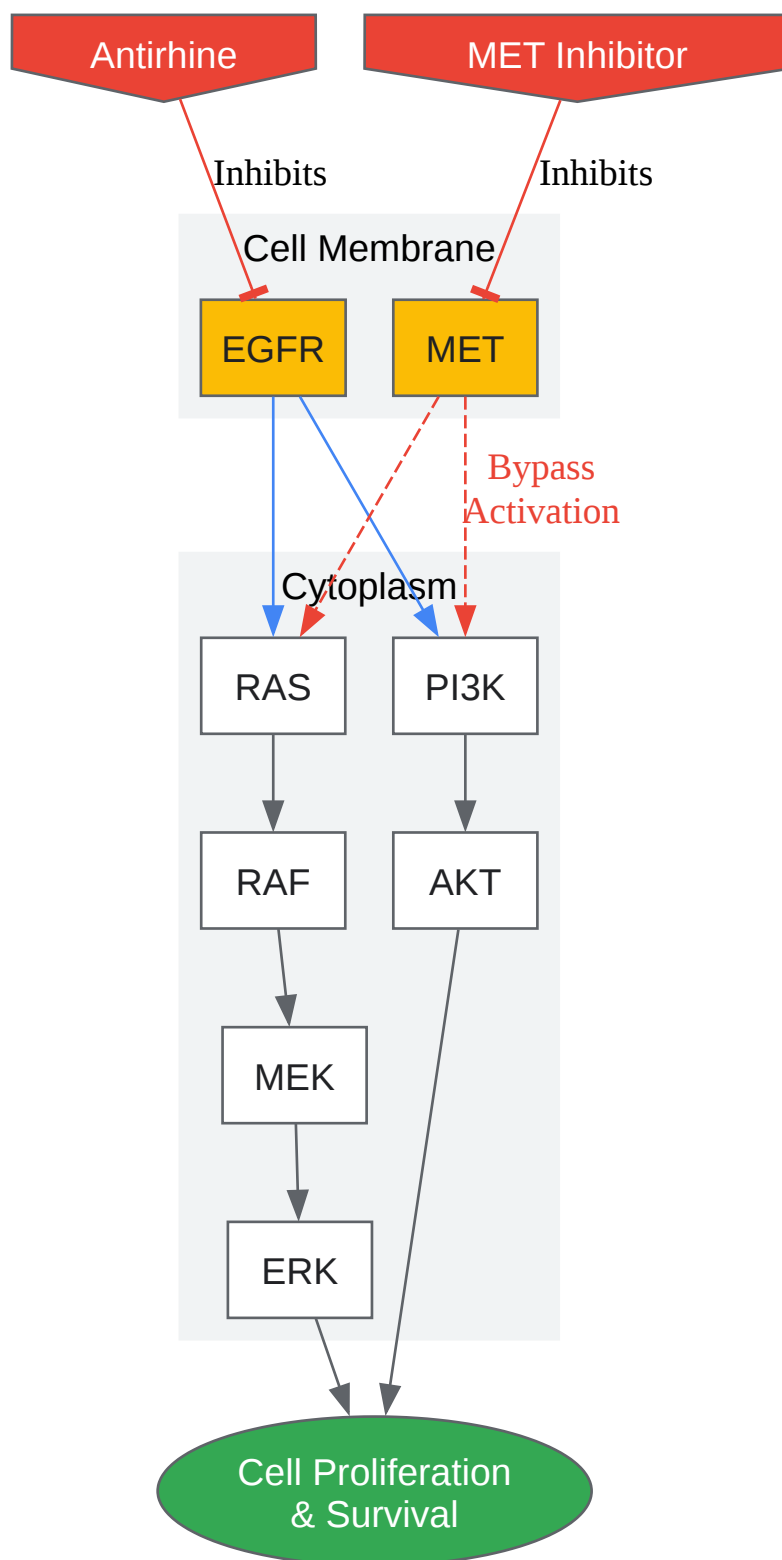 Antirhine
MET Inhibitor
Inhibits
Inhibits
Cell Membrane
EGFR
MET
Bypass
Activation
Cytoplasm
RAS
PI3K
RAF
AKT
MEK
ERK
Cell Proliferation
& Survival